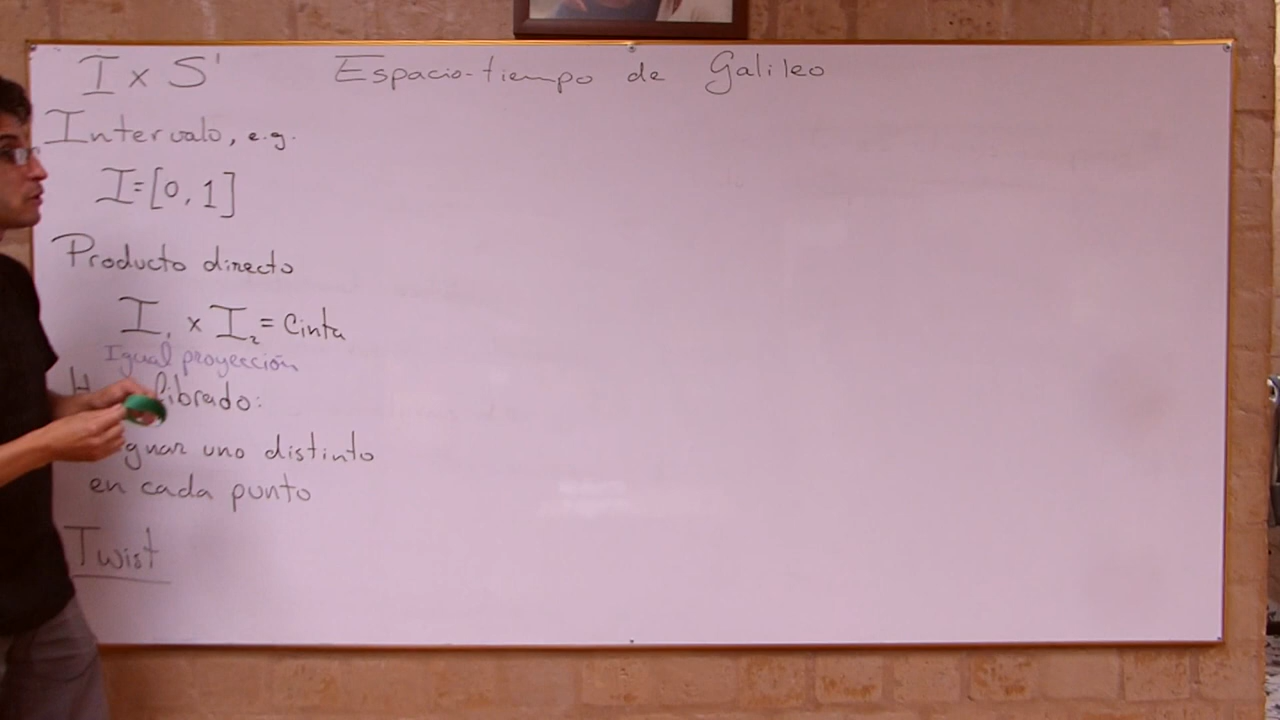 I x S¹ Espacio-tiempo de Galileo
Intervalo, e.g.
I=[0,1]
Producto directo
I₁ x I₂ = Cinta
Igual proyección
fibrado:
uno distinto
en cada punto
Twist